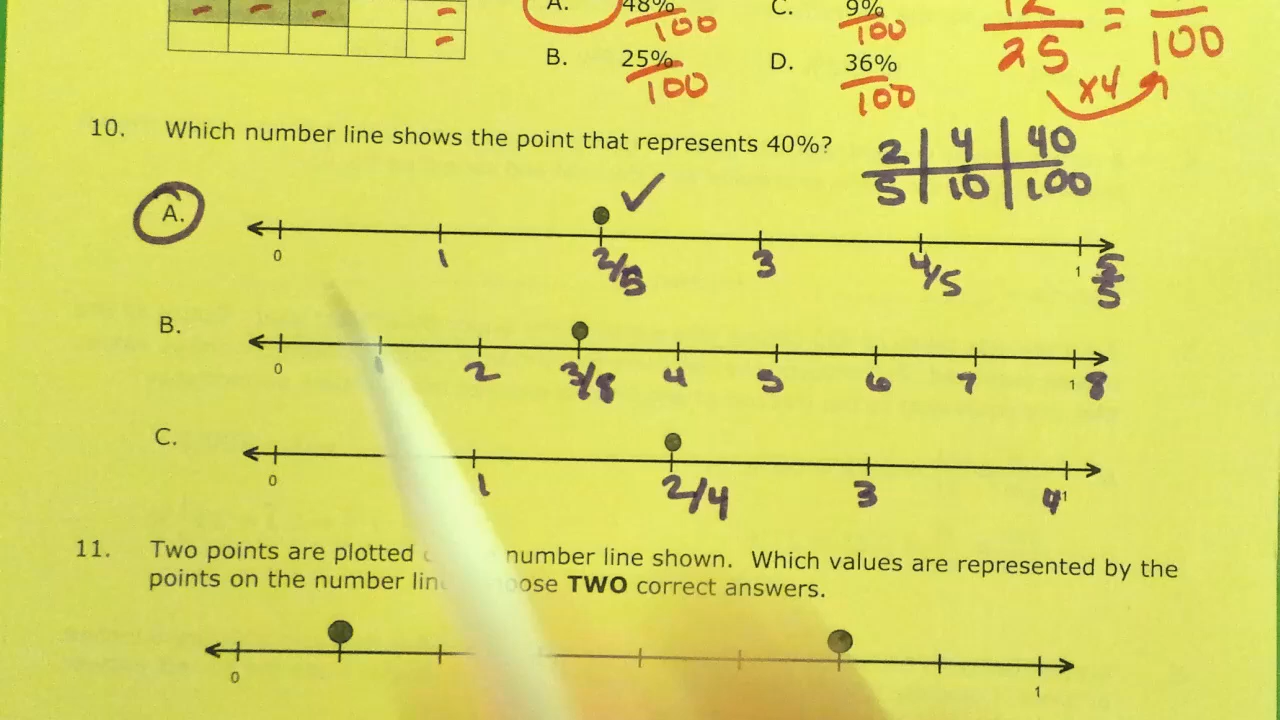 A. 48% C. 9%
100 100
12 = 100
25
B. 25% D. 36%
100 100
x4
10. Which number line shows the point that represents 40%?
2 4 40
5 10 100
A.
✓
0 1 2/5 3 4/5 1 5/5
B.
0 1 2 3/8 4 5 6 7 1 8
C.
0 1 2/4 3 4 1
11. Two points are plotted number line shown. Which values are represented by the
points on the number TWO correct answers.
0 1